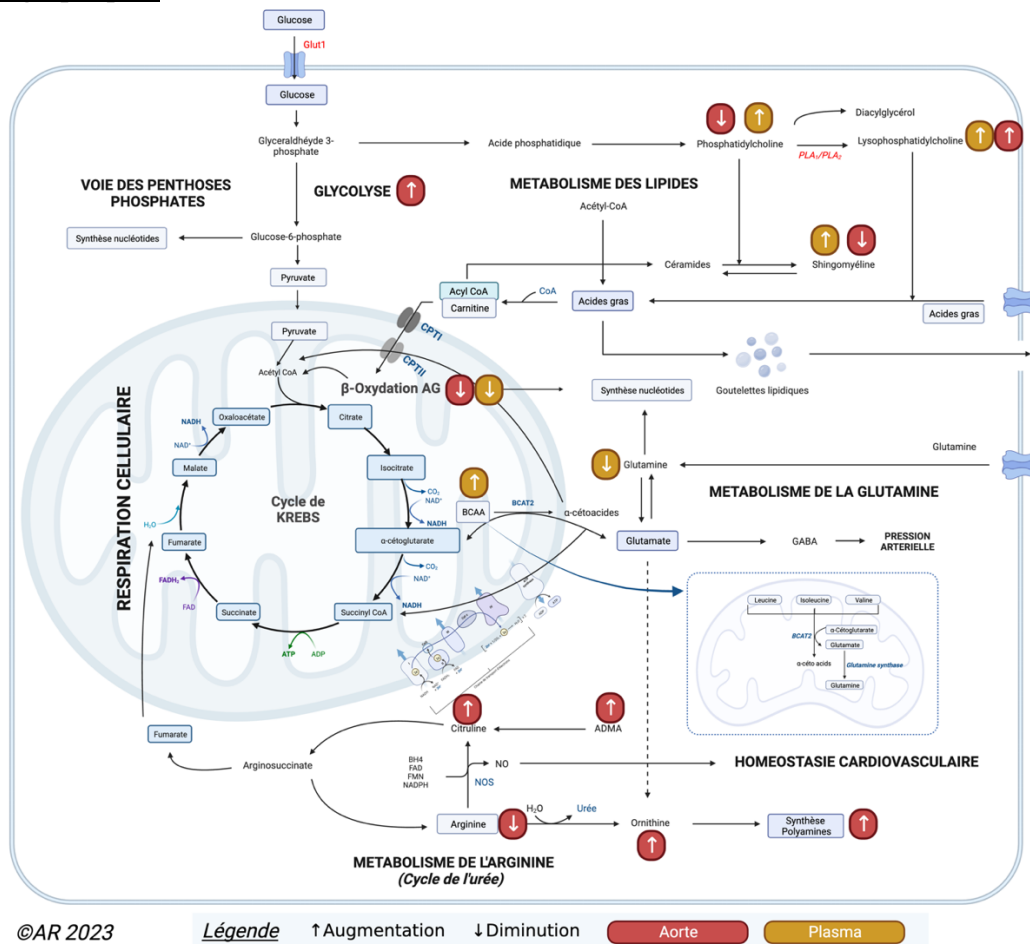 Glucose
Glut1
Glucose
Glyceraldhéyde 3-
phosphate
Acide phosphatidique
Phosphatidylcholine
Diacylglycérol
PLA₁/PLA₂
Lysophosphatidylcholine
VOIE DES PENTHOSES
PHOSPHATES
GLYCOLYSE
METABOLISME DES LIPIDES
Acétyl-CoA
Synthèse nucléotides
Glucose-6-phosphate
Céramides
Shingomyéline
Pyruvate
Acyl CoA
Carnitine
CoA
Acides gras
Acides gras
CPTI
CPTII
Pyruvate
Acétyl CoA
β-Oxydation AG
Synthèse nucléotides
Goutelettes lipidiques
RESPIRATION CELLULAIRE
Oxaloacétate
Citrate
NADH
NAD⁺
Malate
Isocitrate
Glutamine
Glutamine
Cycle de
KREBS
CO₂
NAD⁺
NADH
BCAA
BCAT2
α-cétoacides
METABOLISME DE LA GLUTAMINE
H₂O
Fumarate
α-cétoglutarate
Glutamate
GABA
PRESSION
ARTERIELLE
FADH₂
FAD
CO₂
NAD⁺
NADH
Succinate
Succinyl CoA
ATP
ADP
Leucine
Isoleucine
Valine
BCAT2
α-Cétoglutarate
Glutamate
α-céto acids
Glutamine synthase
Glutamine
Fumarate
Citruline
ADMA
Arginosuccinate
BH4
FAD
FMN
NADPH
NO
NOS
HOMEOSTASIE CARDIOVASCULAIRE
Arginine
H₂O
Urée
Ornithine
Synthèse
Polyamines
METABOLISME DE L'ARGININE
(Cycle de l'urée)
©AR 2023
Légende
↑Augmentation
↓Diminution
Aorte
Plasma